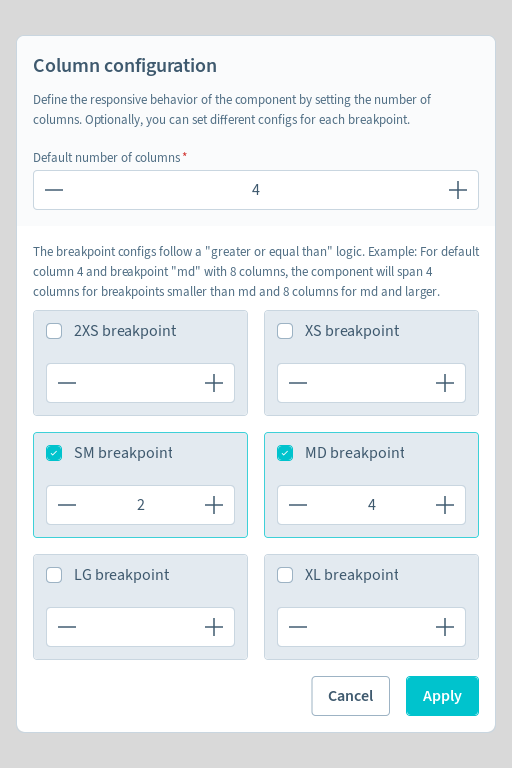 Column configuration
Define the responsive behavior of the component by setting the number of
columns. Optionally, you can set different configs for each breakpoint.
Default number of columns *
4
The breakpoint configs follow a "greater or equal than" logic. Example: For default
column 4 and breakpoint "md" with 8 columns, the component will span 4
columns for breakpoints smaller than md and 8 columns for md and larger.
2XS breakpoint
XS breakpoint
SM breakpoint
2
MD breakpoint
4
LG breakpoint
XL breakpoint
Cancel
Apply